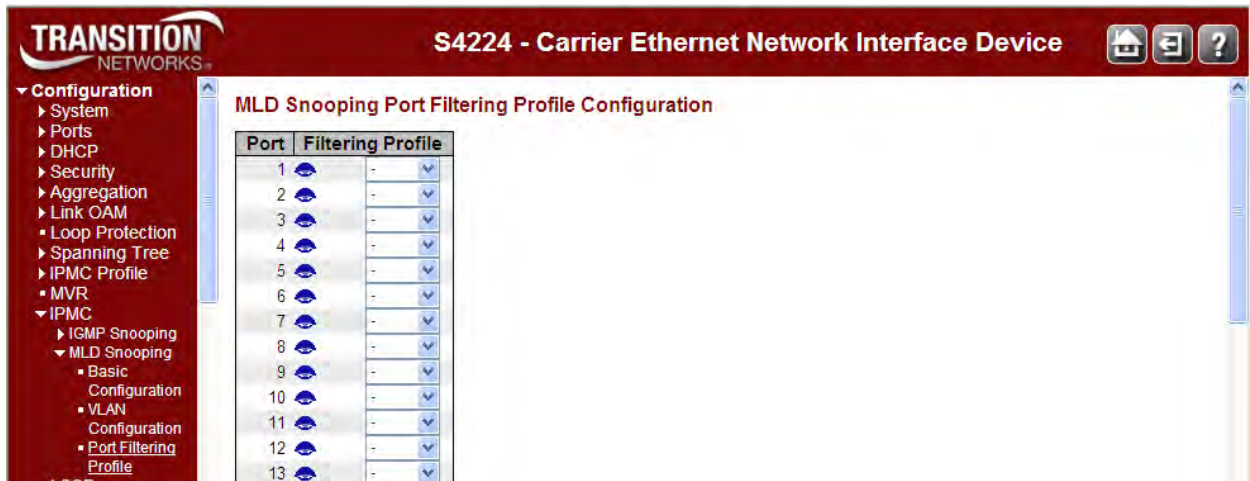 TRANSITION
NETWORKS
S4224 - Carrier Ethernet Network Interface Device
?
Configuration
System
Ports
DHCP
Security
Aggregation
Link OAM
Loop Protection
Spanning Tree
IPMC Profile
MVR
IPMC
IGMP Snooping
MLD Snooping
Basic
Configuration
VLAN
Configuration
Port Filtering
Profile
MLD Snooping Port Filtering Profile Configuration
Port Filtering Profile
1 -
2 -
3 -
4 -
5 -
6 -
7 -
8 -
9 -
10 -
11 -
12 -
13 -